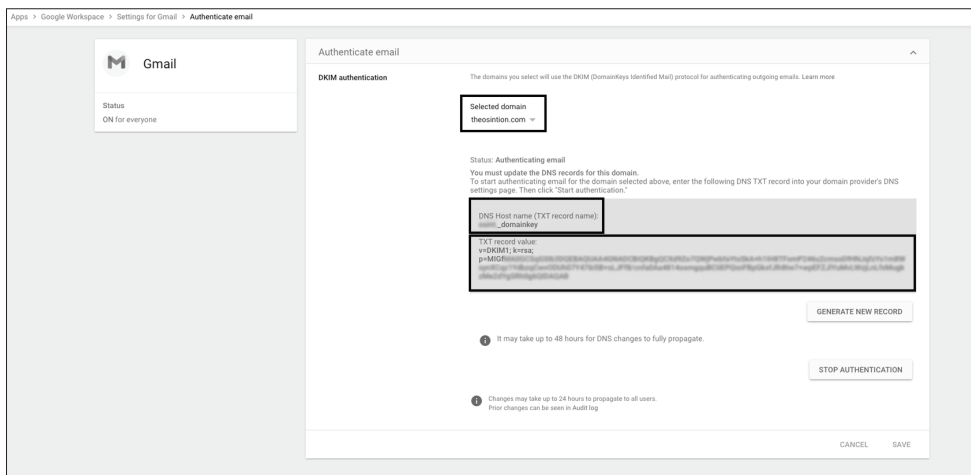 Apps > Google Workspace > Settings for Gmail > Authenticate email
Gmail
Status
ON for everyone
Authenticate email
DKIM authentication
The domains you select will use the DKIM (DomainKeys Identified Mail) protocol for authenticating outgoing emails. Learn more
Selected domain
theosintion.com
Status: Authenticating email
You must update the DNS records for this domain.
To start authenticating email for the domain selected above, enter the following DNS TXT record into your domain provider's DNS
settings page. Then click "Start authentication."
DNS Host name (TXT record name):
._domainkey
TXT record value:
v=DKIM1; k=rsa;
p=MIGf
GENERATE NEW RECORD
It may take up to 48 hours for DNS changes to fully propagate.
STOP AUTHENTICATION
Changes may take up to 24 hours to propagate to all users.
Prior changes can be seen in Audit log
CANCEL SAVE